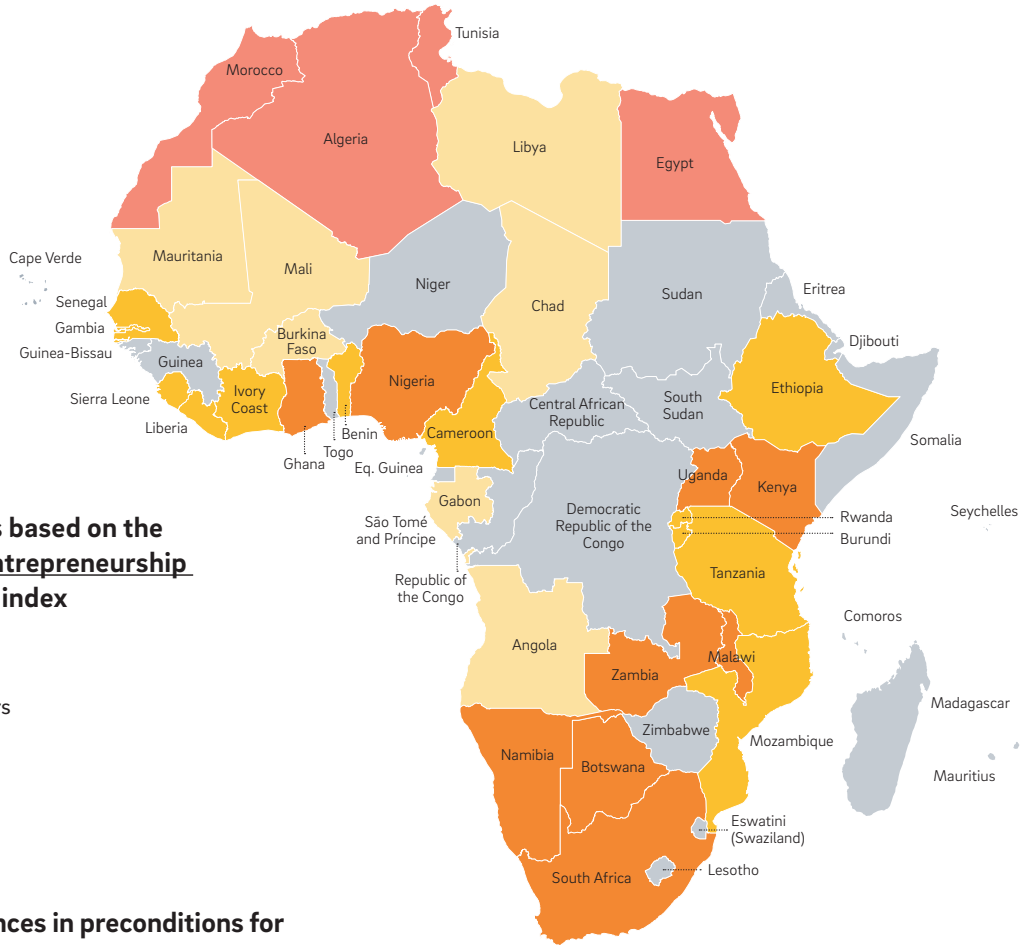 Tunisia
Morocco
Algeria
Libya
Egypt
Mauritania
Mali
Cape Verde
Niger
Chad
Sudan
Eritrea
Senegal
Gambia
Guinea-Bissau
Guinea
Burkina
Faso
Djibouti
Sierra Leone
Ivory
Coast
Nigeria
Ethiopia
Central African
Republic
South
Sudan
Liberia
Benin
Cameroon
Somalia
Ghana
Togo
Eq. Guinea
Uganda
Kenya
Gabon
Democratic
Republic of the
Congo
Rwanda
Seychelles
São Tomé
and Príncipe
Burundi
s based on the
ntrepreneurship
index
Republic of
the Congo
Tanzania
Comoros
Angola
Malawi
Zambia
rs
Madagascar
Zimbabwe
Mozambique
Namibia
Botswana
Mauritius
Eswatini
(Swaziland)
South Africa
Lesotho
nces in preconditions for